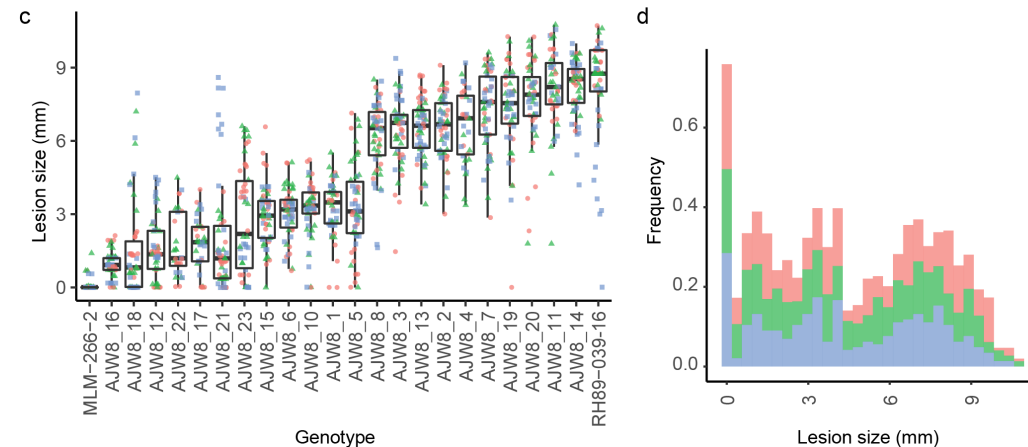 c
Lesion size (mm)
9
6
3
0
MLM-266-2
AJW8_16
AJW8_18
AJW8_12
AJW8_22
AJW8_17
AJW8_21
AJW8_23
AJW8_15
AJW8_6
AJW8_10
AJW8_1
AJW8_5
AJW8_8
AJW8_3
AJW8_13
AJW8_2
AJW8_4
AJW8_7
AJW8_19
AJW8_20
AJW8_11
AJW8_14
RH89-039-16
Genotype
d
Frequency
0.6
0.4
0.2
0.0
0
3
6
9
Lesion size (mm)